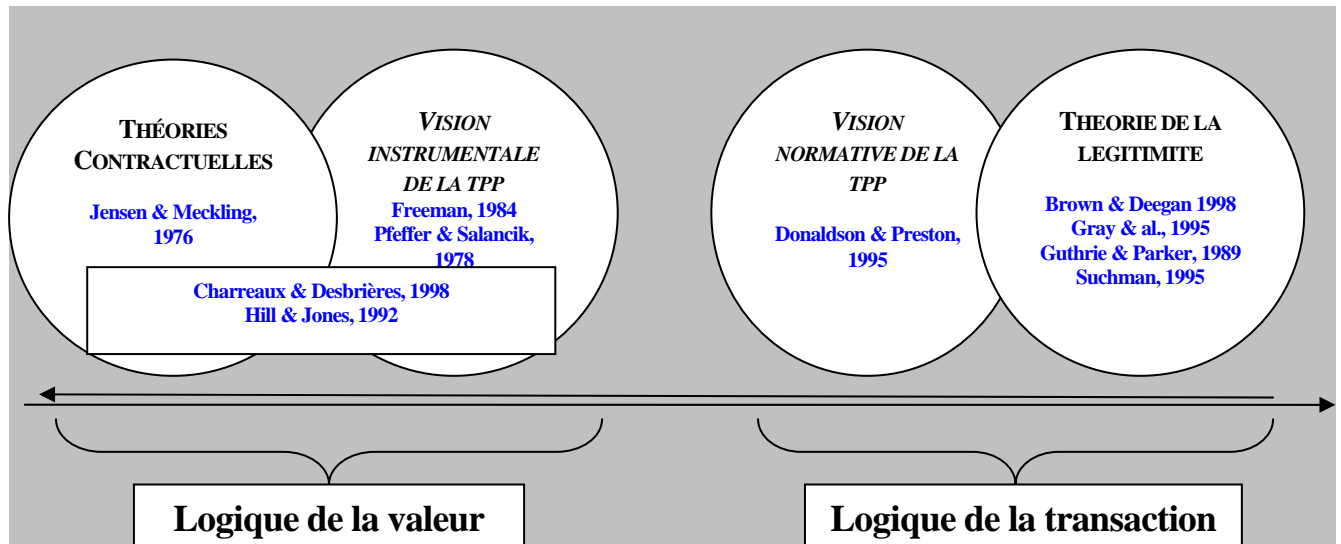 THÉORIES
CONTRACTUELLES
Jensen & Meckling,
1976
VISION
INSTRUMENTALE
DE LA TPP
Freeman, 1984
Pfeffer & Salancik,
1978
Charreaux & Desbrières, 1998
Hill & Jones, 1992
VISION
NORMATIVE DE LA
TPP
Donaldson & Preston,
1995
THEORIE DE LA
LEGITIMITE
Brown & Deegan 1998
Gray & al., 1995
Guthrie & Parker, 1989
Suchman, 1995
Logique de la valeur
Logique de la transaction